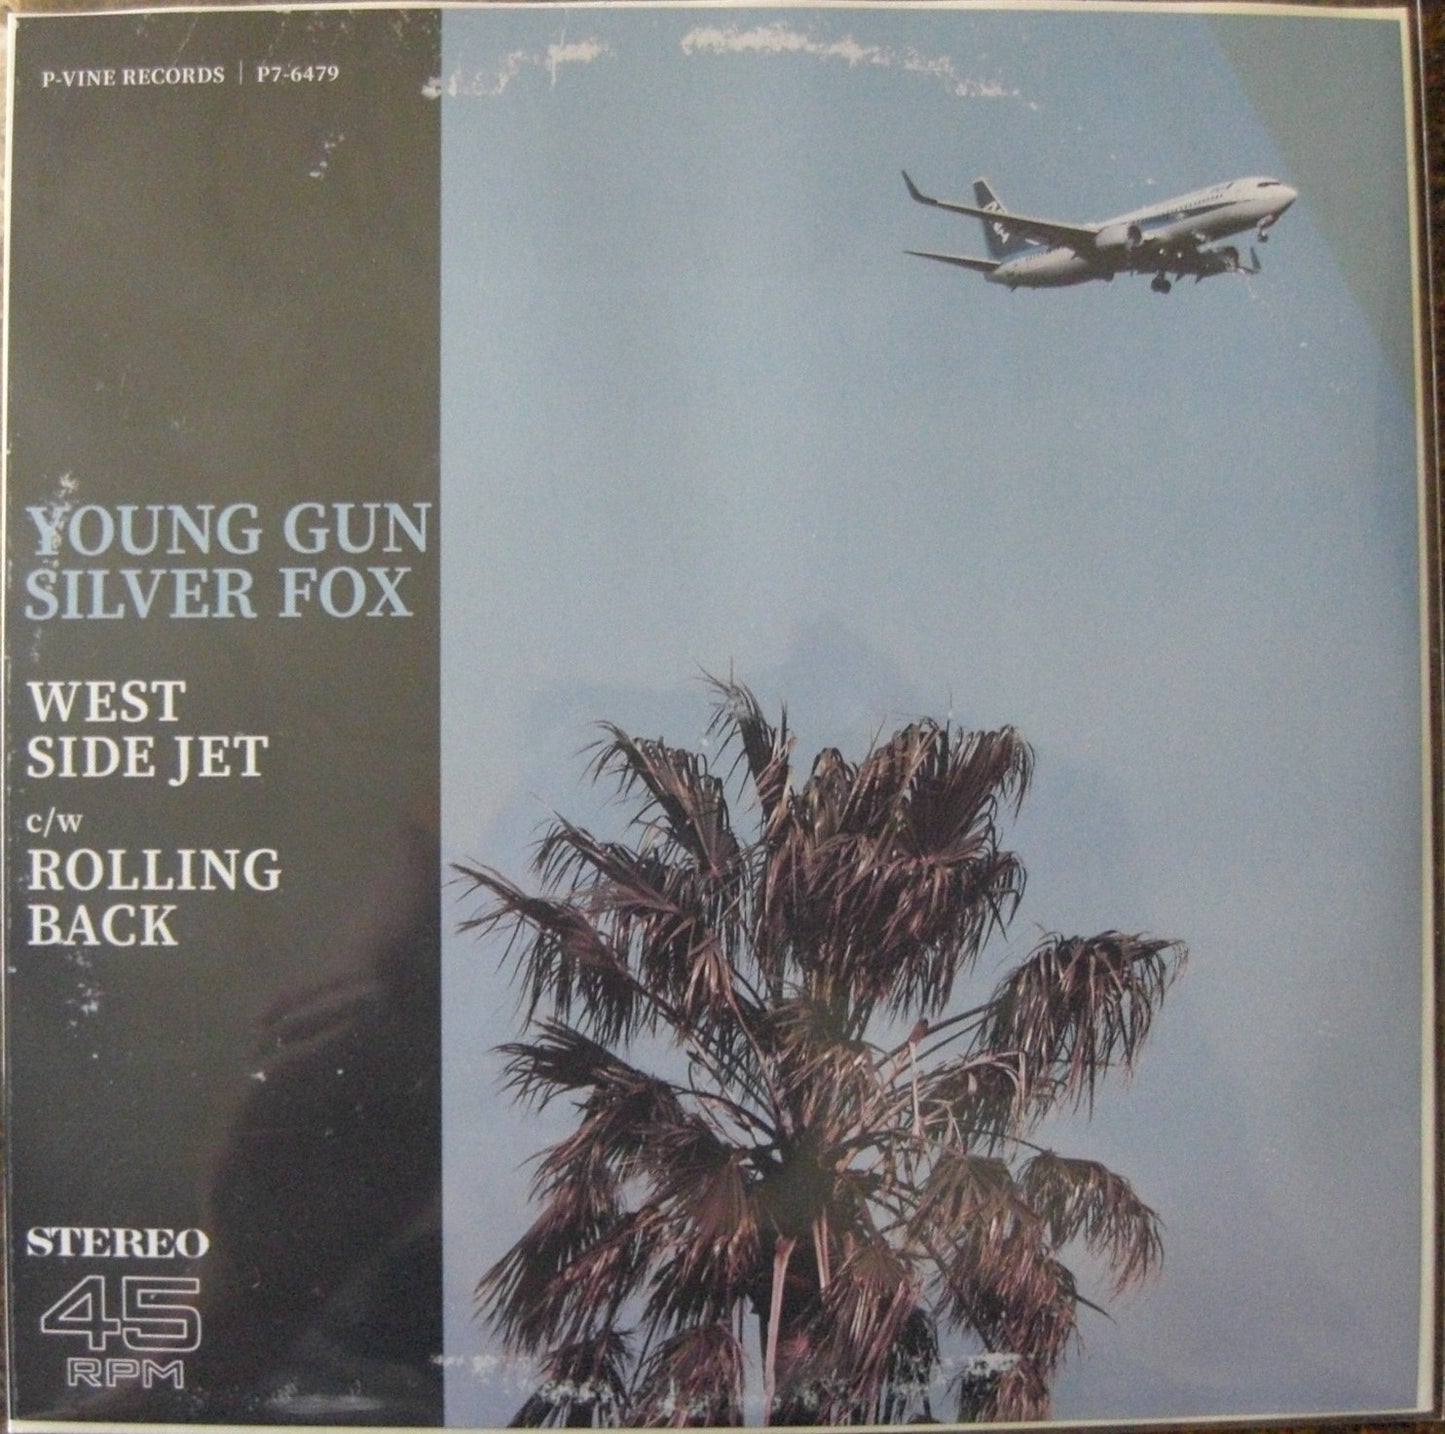 P-VINE RECORDS | P7-6479
YOUNG GUN
SILVER FOX
WEST
SIDE JET
c/w
ROLLING
BACK
STEREO
45
RPM